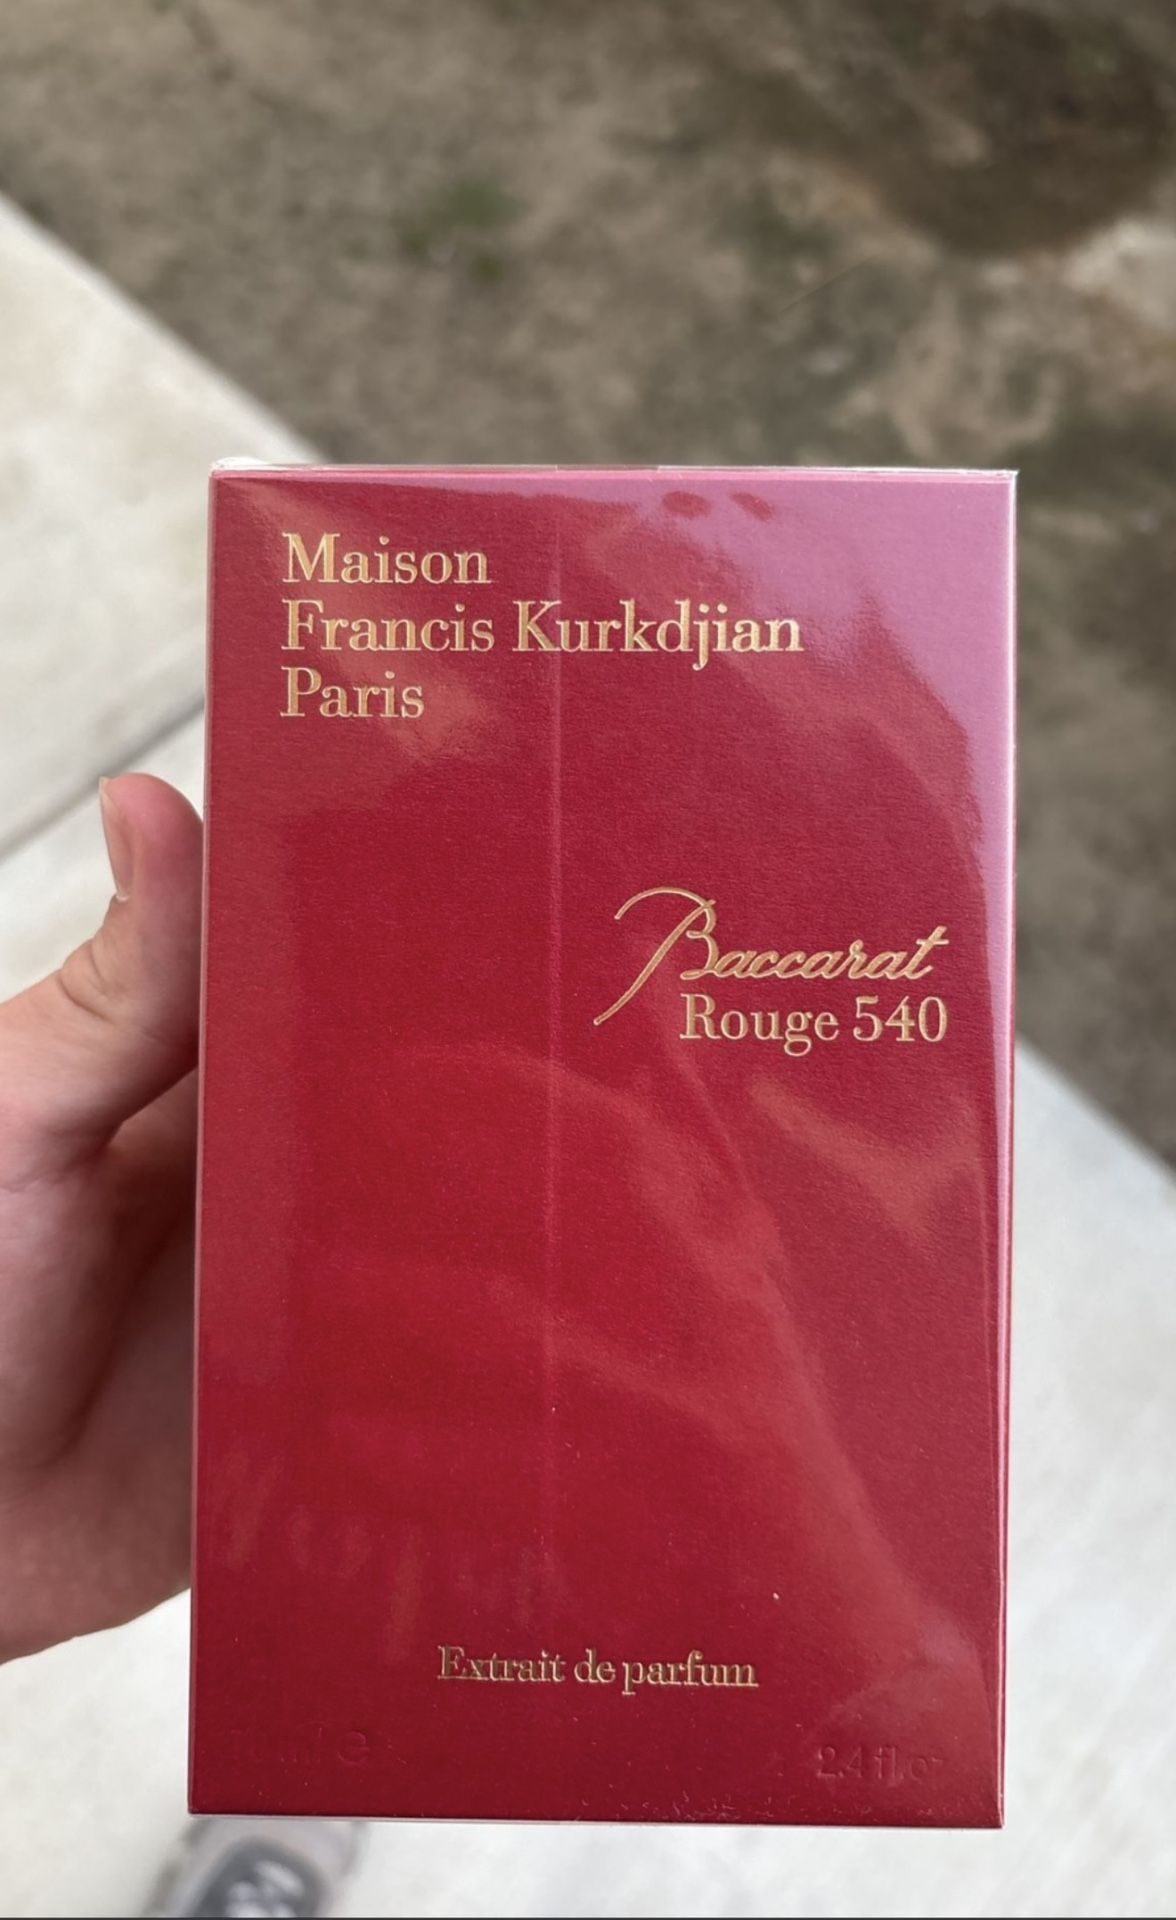 Maison
Francis Kurkdjian
Paris
Baccarat
Rouge 540
Extrait de parfum
2.4 fl.oz